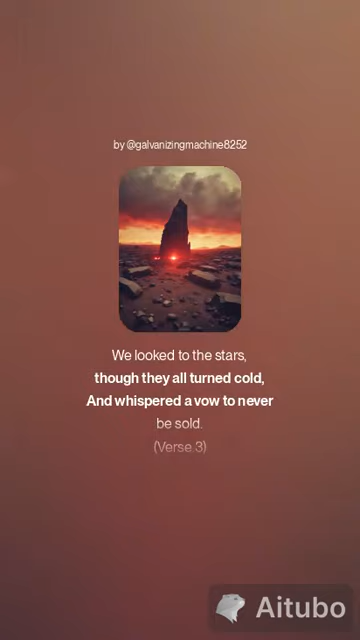 by @galvanizingmachine8252
We looked to the stars,
though they all turned cold,
And whispered a vow to never
be sold.
(Verse 3)
Aitubo